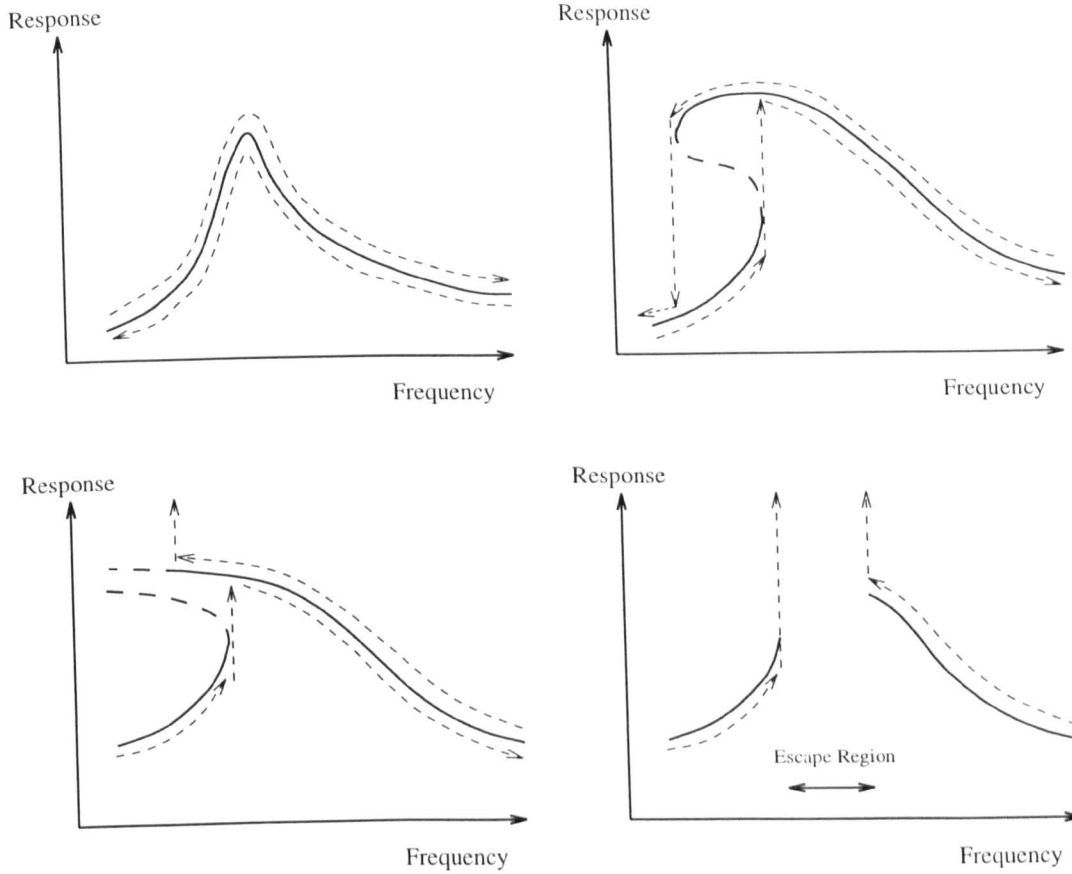 Response
Frequency
Response
Frequency
Response
Frequency
Response
Escape Region
Frequency